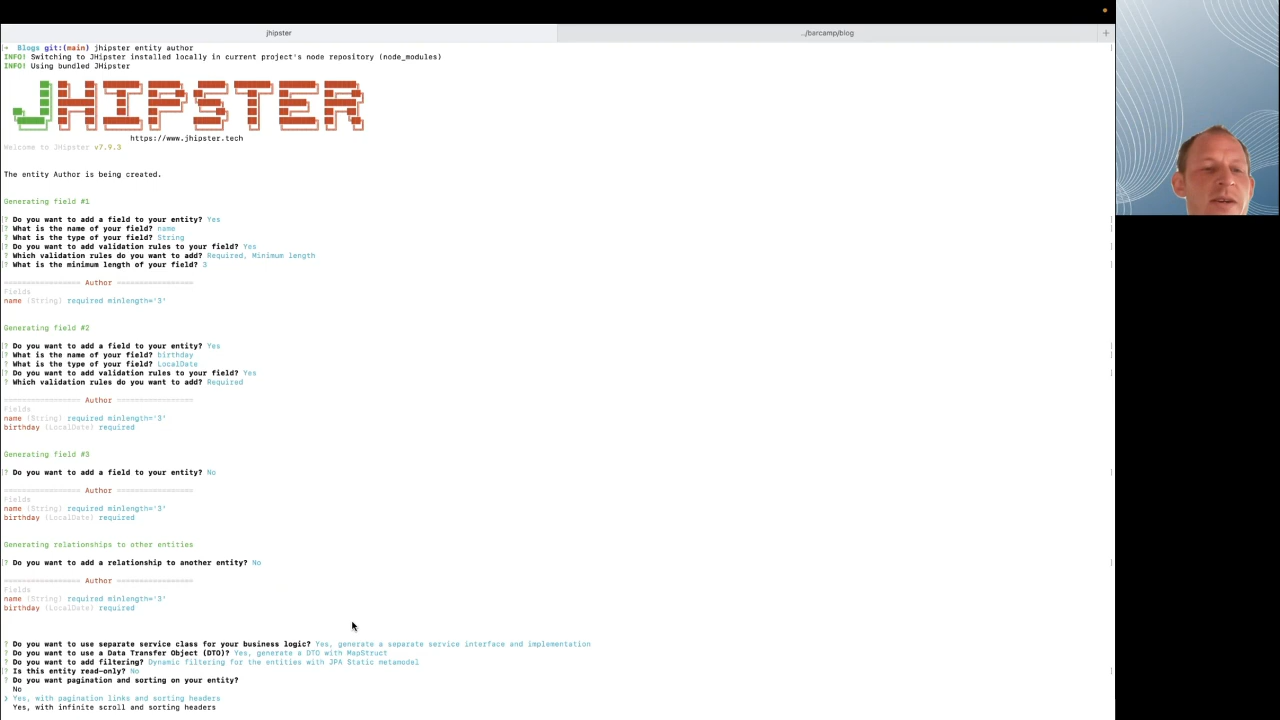 jhipster
../barcamp/blog
+
→ Blogs git:(main) jhipster entity author
INFO! Switching to JHipster installed locally in current project's node repository (node_modules)
INFO! Using bundled JHipster
JHIPSTER
https://www.jhipster.tech
Welcome to JHipster v7.9.3
The entity Author is being created.
Generating field #1
? Do you want to add a field to your entity? Yes
? What is the name of your field? name
? What is the type of your field? String
? Do you want to add validation rules to your field? Yes
? Which validation rules do you want to add? Required, Minimum length
? What is the minimum length of your field? 3
================= Author =================
Fields
name (String) required minlength='3'
Generating field #2
? Do you want to add a field to your entity? Yes
? What is the name of your field? birthday
? What is the type of your field? LocalDate
? Do you want to add validation rules to your field? Yes
? Which validation rules do you want to add? Required
================= Author =================
Fields
name (String) required minlength='3'
birthday (LocalDate) required
Generating field #3
? Do you want to add a field to your entity? No
================= Author =================
Fields
name (String) required minlength='3'
birthday (LocalDate) required
Generating relationships to other entities
? Do you want to add a relationship to another entity? No
================= Author =================
Fields
name (String) required minlength='3'
birthday (LocalDate) required
? Do you want to use separate service class for your business logic? Yes, generate a separate service interface and implementation
? Do you want to use a Data Transfer Object (DTO)? Yes, generate a DTO with MapStruct
? Do you want to add filtering? Dynamic filtering for the entities with JPA Static metamodel
? Is this entity read-only? No
? Do you want pagination and sorting on your entity?
No
❯ Yes, with pagination links and sorting headers
Yes, with infinite scroll and sorting headers